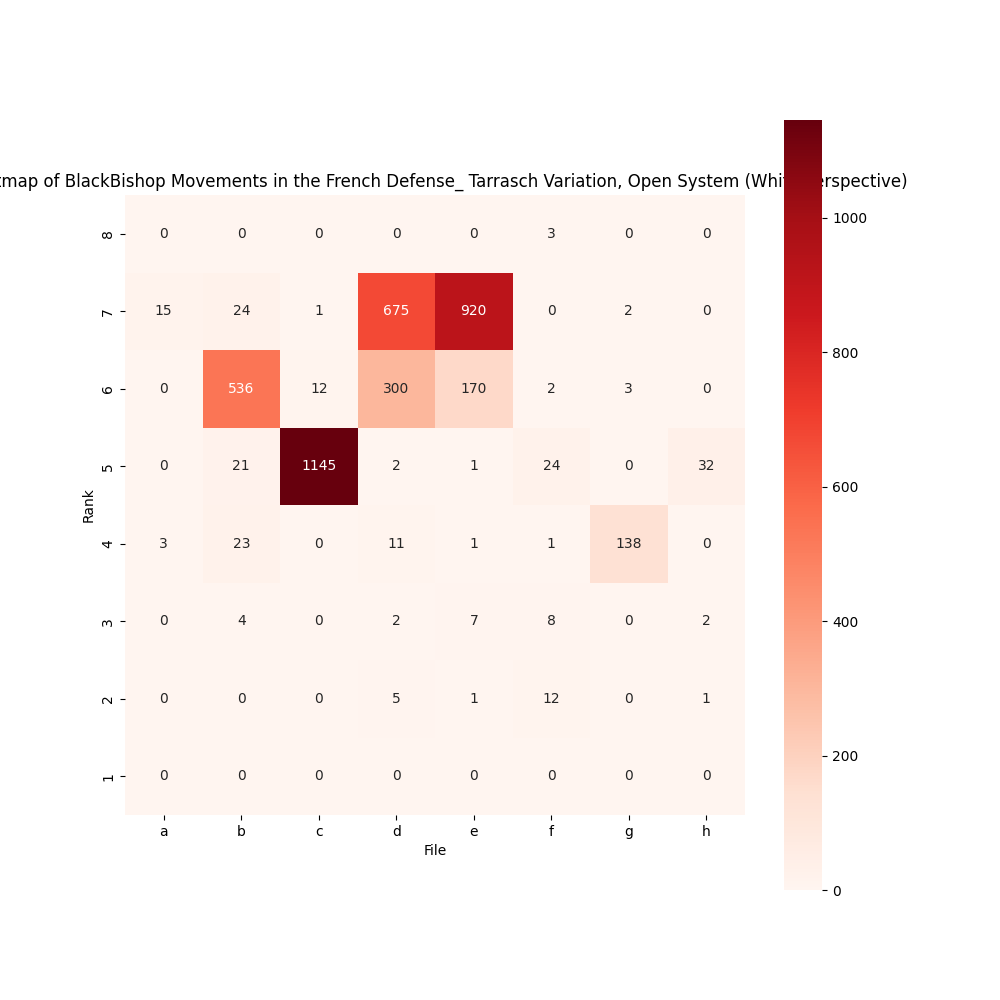 tmap of BlackBishop Movements in the French Defense_ Tarrasch Variation, Open System (White Perspective)
8 0 0 0 0 0 3 0 0
7 15 24 1 675 920 0 2 0
6 0 536 12 300 170 2 3 0
5 0 21 1145 2 1 24 0 32
4 3 23 0 11 1 1 138 0
3 0 4 0 2 7 8 0 2
2 0 0 0 5 1 12 0 1
1 0 0 0 0 0 0 0 0
a b c d e f g h
File
Rank
1000
800
600
400
200
0